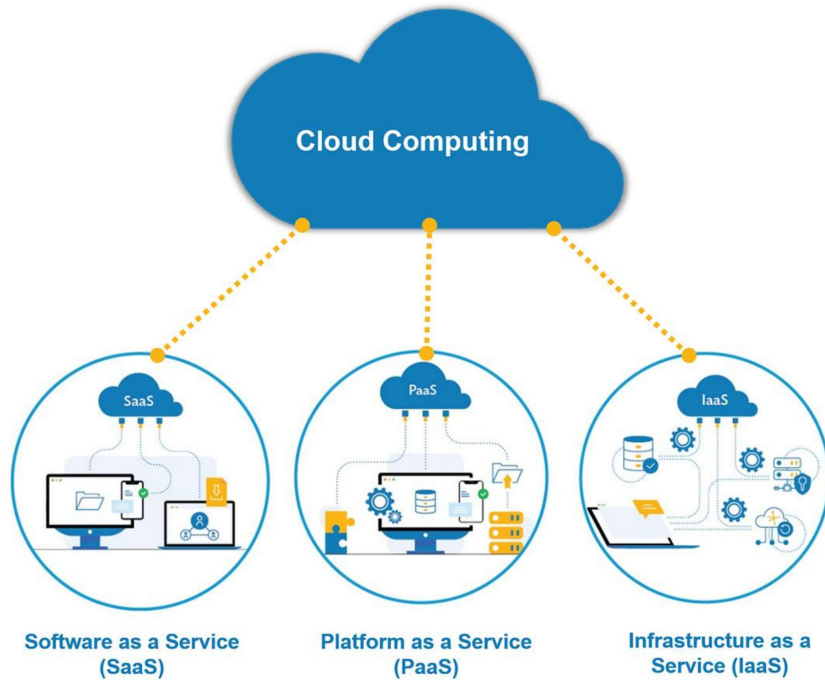 Cloud Computing
SaaS
PaaS
IaaS
Software as a Service
(SaaS)
Platform as a Service
(PaaS)
Infrastructure as a
Service (IaaS)